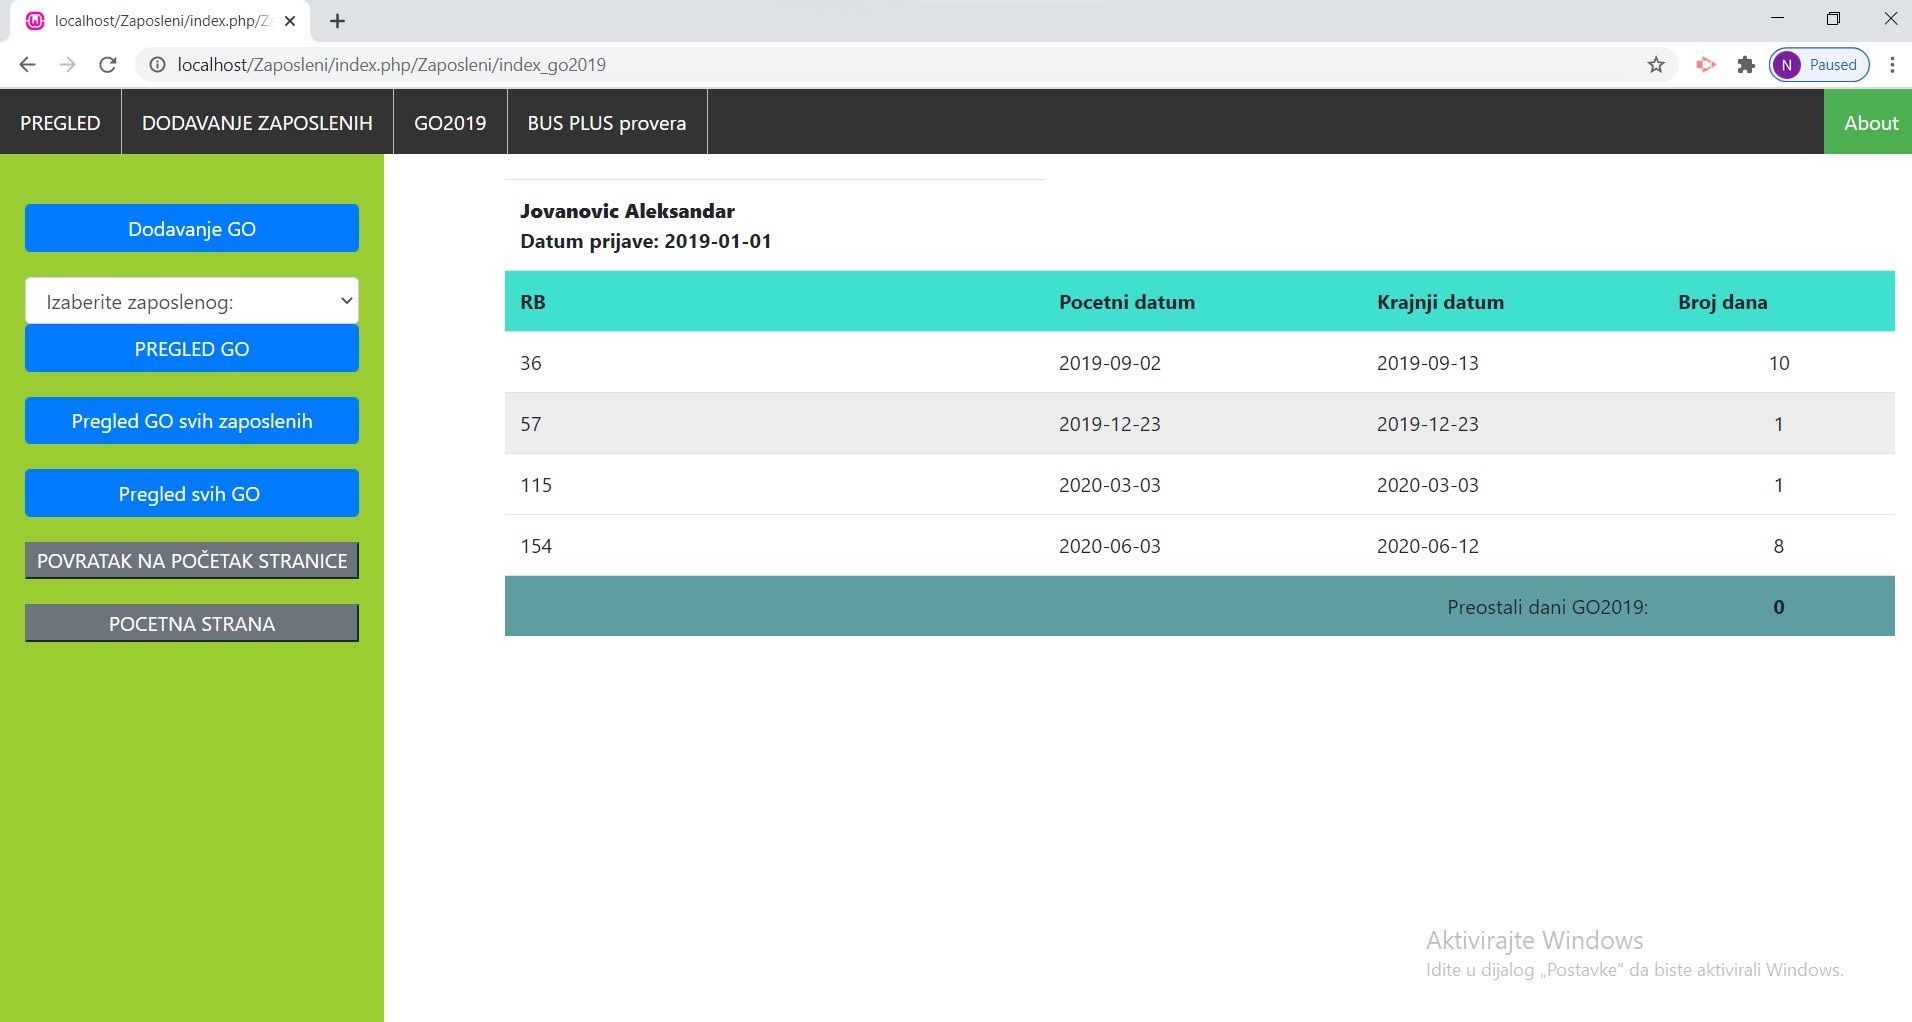 localhost/Zaposleni/index.php/Z
localhost/Zaposleni/index.php/Zaposleni/index_go2019
N Paused
PREGLED DODAVANJE ZAPOSLENIH GO2019 BUS PLUS provera About
Dodavanje GO
Izaberite zaposlenog:
PREGLED GO
Pregled GO svih zaposlenih
Pregled svih GO
POVRATAK NA POČETAK STRANICE
POCETNA STRANA
Jovanovic Aleksandar
Datum prijave: 2019-01-01
RB Pocetni datum Krajnji datum Broj dana
36 2019-09-02 2019-09-13 10
57 2019-12-23 2019-12-23 1
115 2020-03-03 2020-03-03 1
154 2020-06-03 2020-06-12 8
Preostali dani GO2019: 0
Aktivirajte Windows
Idite u dijalog „Postavke“ da biste aktivirali Windows.